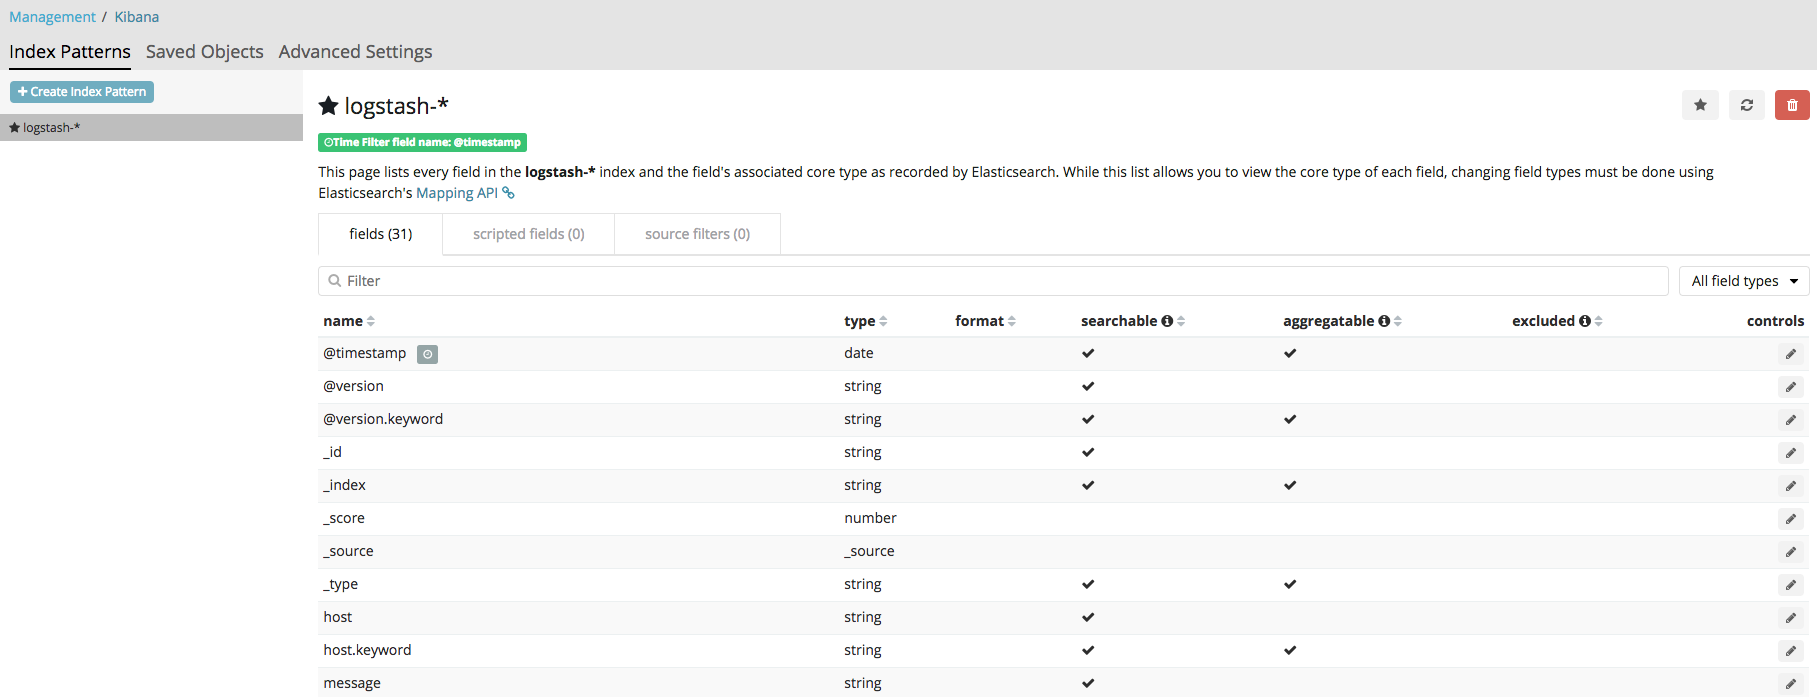 Management / Kibana
Index Patterns Saved Objects Advanced Settings
Create Index Pattern
logstash-*
logstash-*
Time Filter field name: @timestamp
This page lists every field in the logstash-* index and the field's associated core type as recorded by Elasticsearch. While this list allows you to view the core type of each field, changing field types must be done using
Elasticsearch's Mapping API
fields (31) scripted fields (0) source filters (0)
Filter All field types
name type format searchable aggregatable excluded controls
@timestamp date
@version string
@version.keyword string
_id string
_index string
_score number
_source _source
_type string
host string
host.keyword string
message string